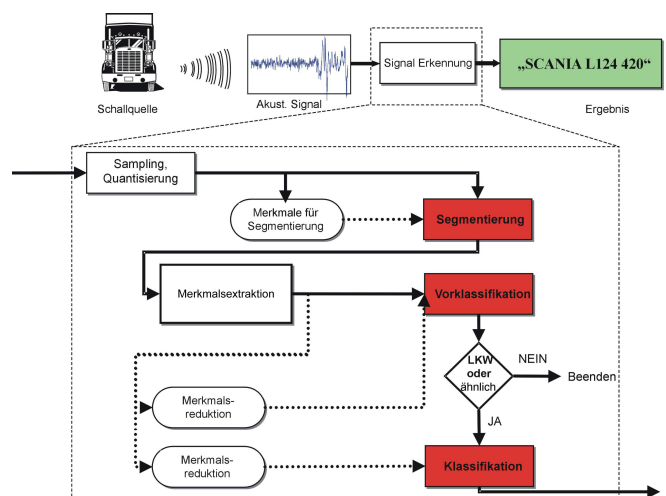 Signal Erkennung
„SCANIA L124 420“
Schallquelle
Akust. Signal
Ergebnis
Sampling,
Quantisierung
Merkmale für
Segmentierung
Segmentierung
Merkmalsextraktion
Vorklassifikation
LKW
oder
ähnlich
NEIN
Beenden
JA
Merkmals-
reduktion
Merkmals-
reduktion
Klassifikation